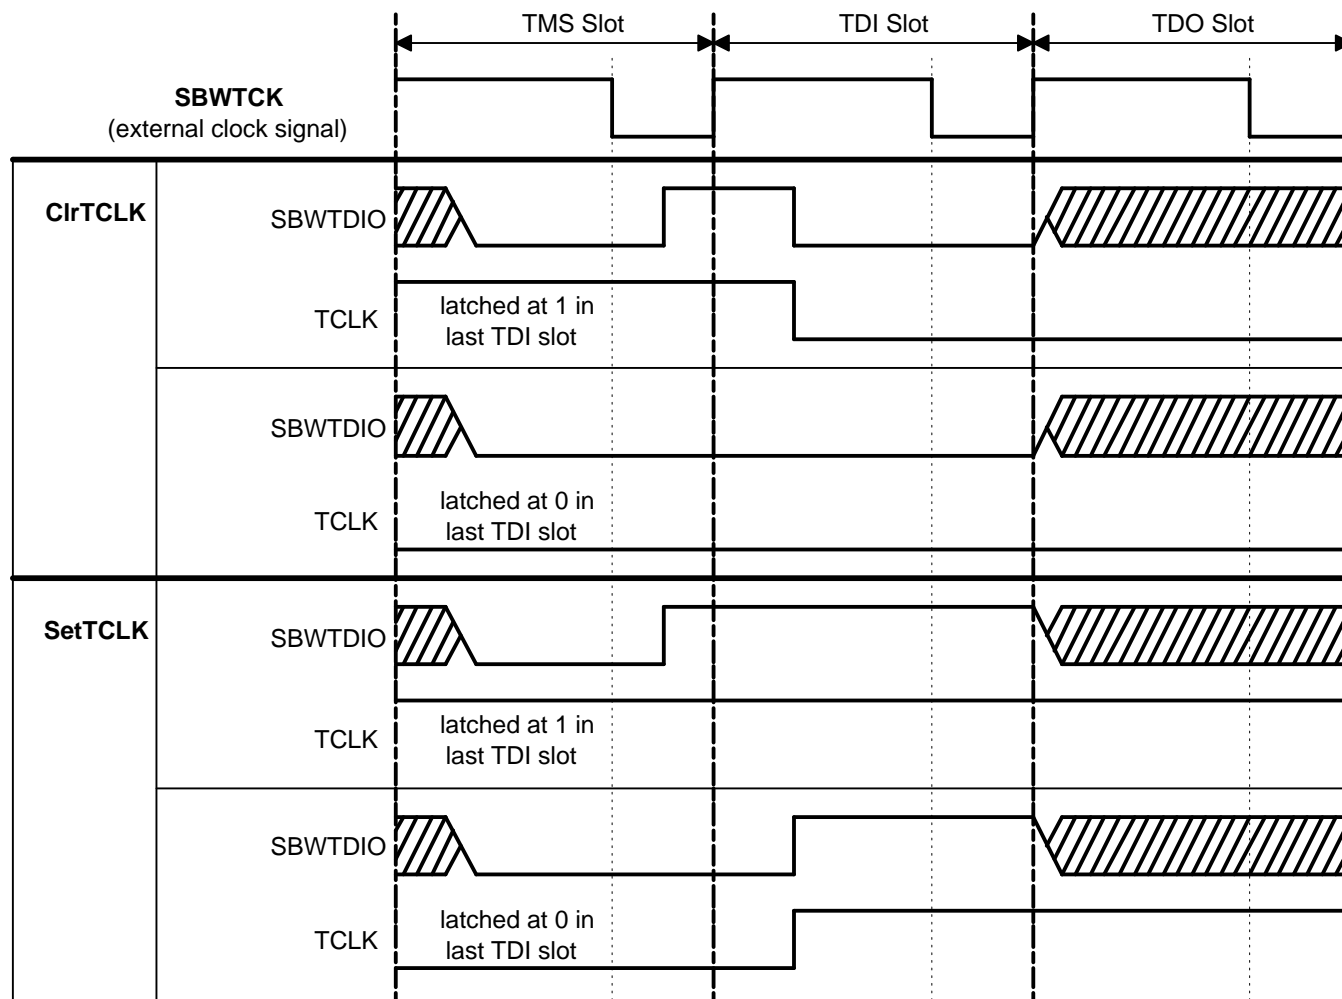 TMS Slot TDI Slot TDO Slot
SBWTCK
(external clock signal)
ClrTCLK
SBWTDIO
TCLK
latched at 1 in
last TDI slot
SBWTDIO
TCLK
latched at 0 in
last TDI slot
SetTCLK
SBWTDIO
TCLK
latched at 1 in
last TDI slot
SBWTDIO
TCLK
latched at 0 in
last TDI slot